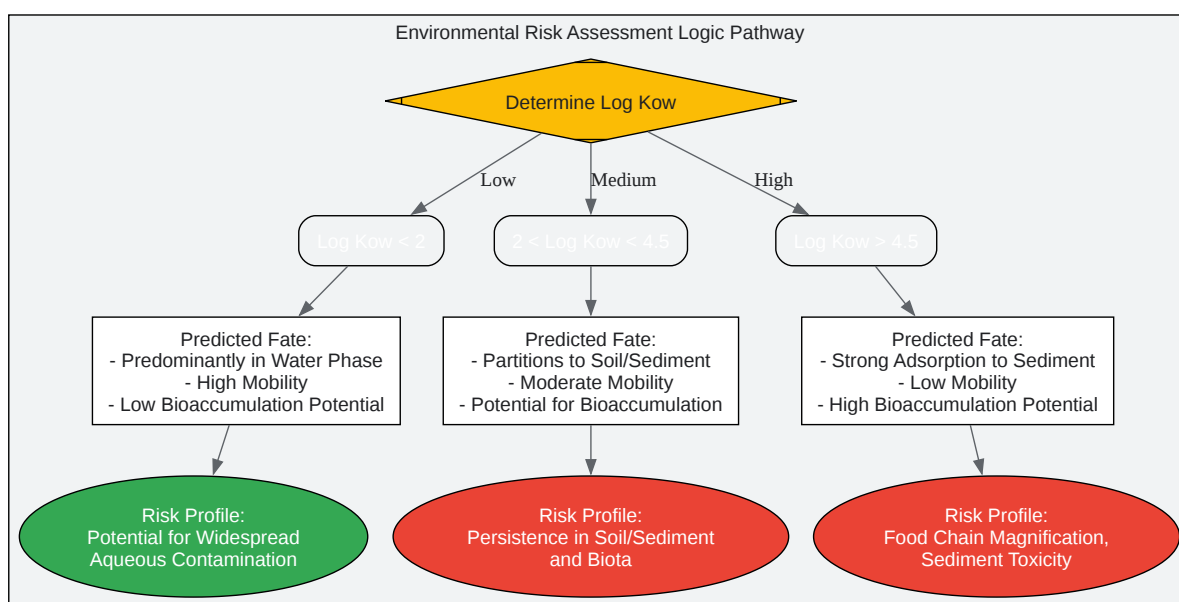 Environmental Risk Assessment Logic Pathway
Determine Log Kow
Low
Medium
High
Log Kow < 2
2 < Log Kow < 4.5
Log Kow > 4.5
Predicted Fate:
- Predominantly in Water Phase
- High Mobility
- Low Bioaccumulation Potential
Predicted Fate:
- Partitions to Soil/Sediment
- Moderate Mobility
- Potential for Bioaccumulation
Predicted Fate:
- Strong Adsorption to Sediment
- Low Mobility
- High Bioaccumulation Potential
Risk Profile:
Potential for Widespread
Aqueous Contamination
Risk Profile:
Persistence in Soil/Sediment
and Biota
Risk Profile:
Food Chain Magnification,
Sediment Toxicity